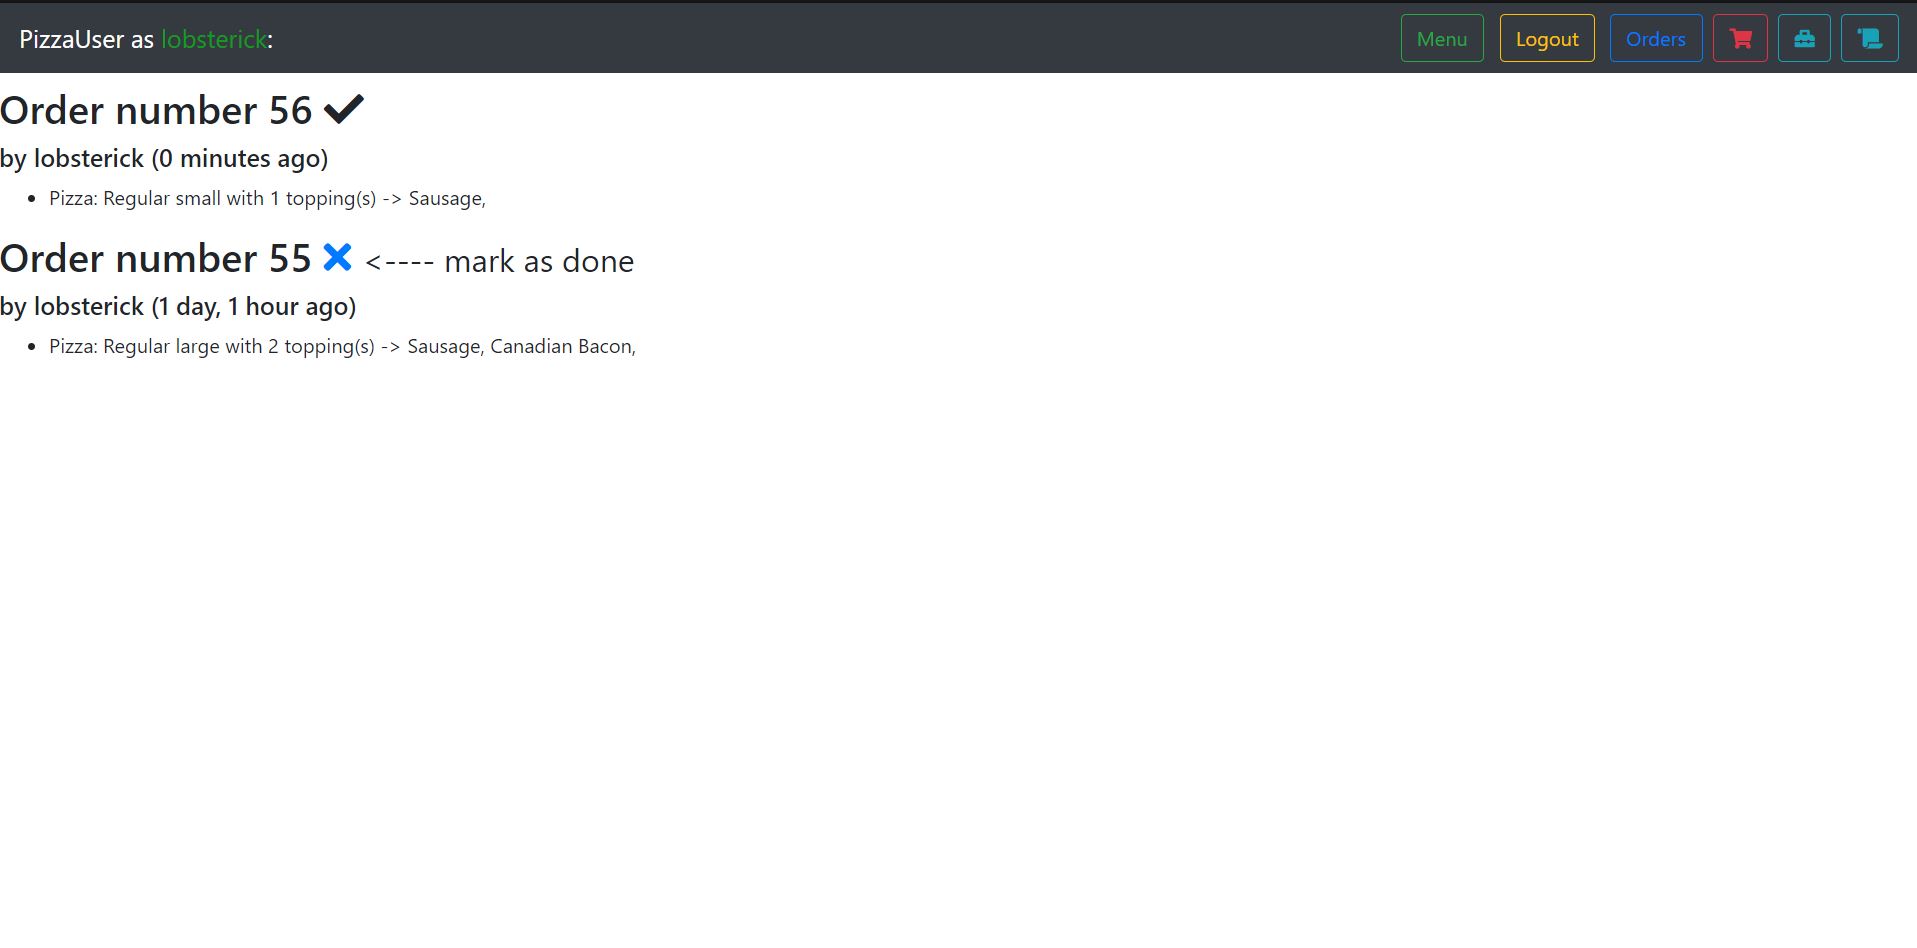 PizzaUser as lobsterick:
Menu
Logout
Orders
Order number 56
by lobsterick (0 minutes ago)
Pizza: Regular small with 1 topping(s) -> Sausage,
Order number 55 <---- mark as done
by lobsterick (1 day, 1 hour ago)
Pizza: Regular large with 2 topping(s) -> Sausage, Canadian Bacon,